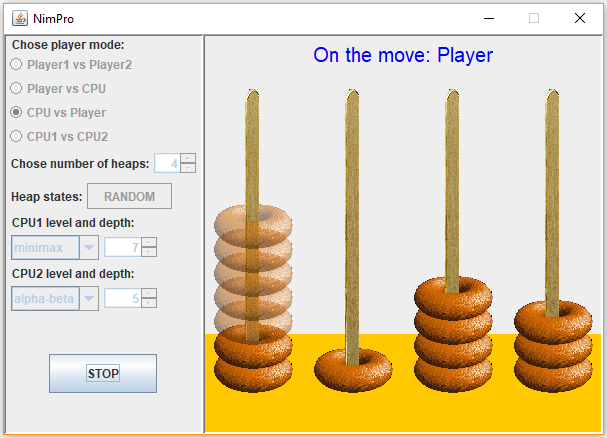 NimPro
Chose player mode:
Player1 vs Player2
Player vs CPU
CPU vs Player
CPU1 vs CPU2
Chose number of heaps: 4
Heap states: RANDOM
CPU1 level and depth:
minimax 7
CPU2 level and depth:
alpha-beta 5
STOP
On the move: Player